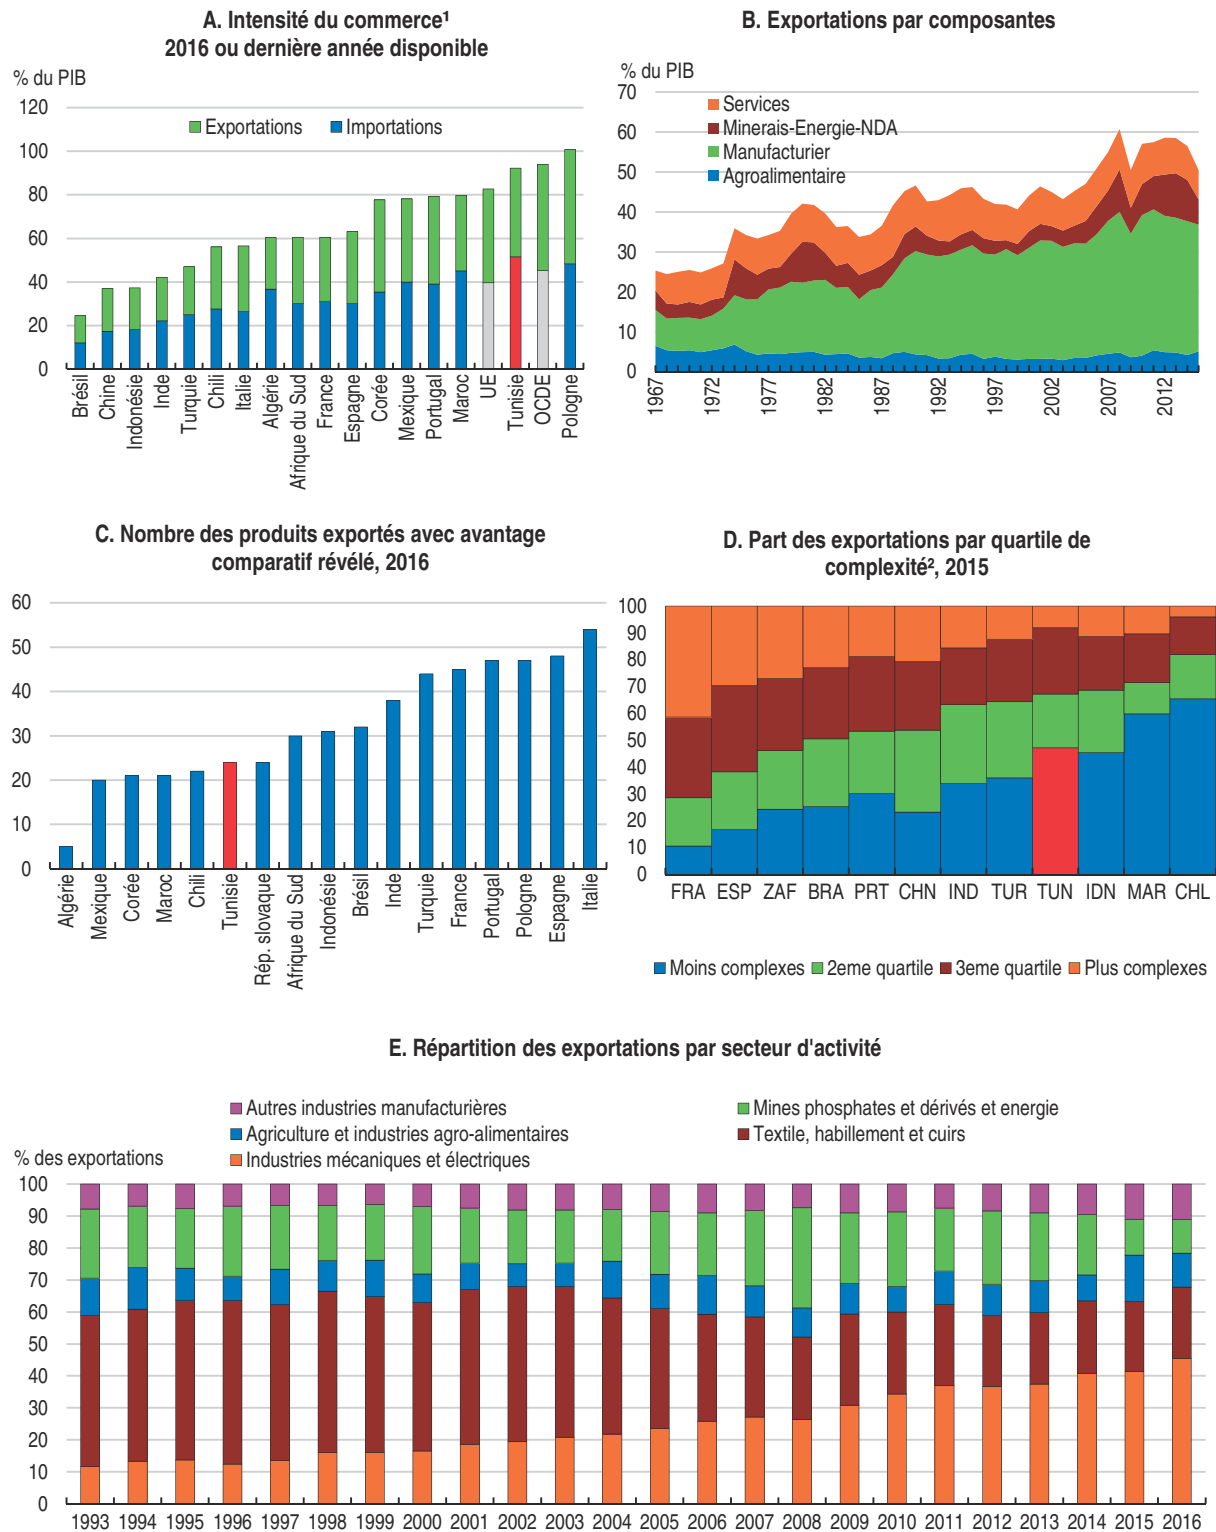 A. Intensité du commerce¹
2016 ou dernière année disponible
% du PIB
120
100
80
60
40
20
0
Exportations
Importations
Brésil
Chine
Indonésie
Inde
Turquie
Chili
Italie
Algérie
Afrique du Sud
France
Espagne
Corée
Mexique
Portugal
Maroc
UE
Tunisie
OCDE
Pologne
B. Exportations par composantes
% du PIB
70
60
50
40
30
20
10
0
Services
Minerais-Energie-NDA
Manufacturier
Agroalimentaire
1967
1972
1977
1982
1987
1992
1997
2002
2007
2012
C. Nombre des produits exportés avec avantage
comparatif révélé, 2016
60
50
40
30
20
10
0
Algérie
Mexique
Corée
Maroc
Chili
Tunisie
Rép. slovaque
Afrique du Sud
Indonésie
Brésil
Inde
Turquie
France
Portugal
Pologne
Espagne
Italie
D. Part des exportations par quartile de
complexité², 2015
100
90
80
70
60
50
40
30
20
10
0
FRA ESP ZAF BRA PRT CHN IND TUR TUN IDN MAR CHL
Moins complexes 2eme quartile 3eme quartile Plus complexes
E. Répartition des exportations par secteur d'activité
Autres industries manufacturières
Mines phosphates et dérivés et energie
Agriculture et industries agro-alimentaires
Textile, habillement et cuirs
Industries mécaniques et électriques
% des exportations
100
90
80
70
60
50
40
30
20
10
0
1993 1994 1995 1996 1997 1998 1999 2000 2001 2002 2003 2004 2005 2006 2007 2008 2009 2010 2011 2012 2013 2014 2015 2016